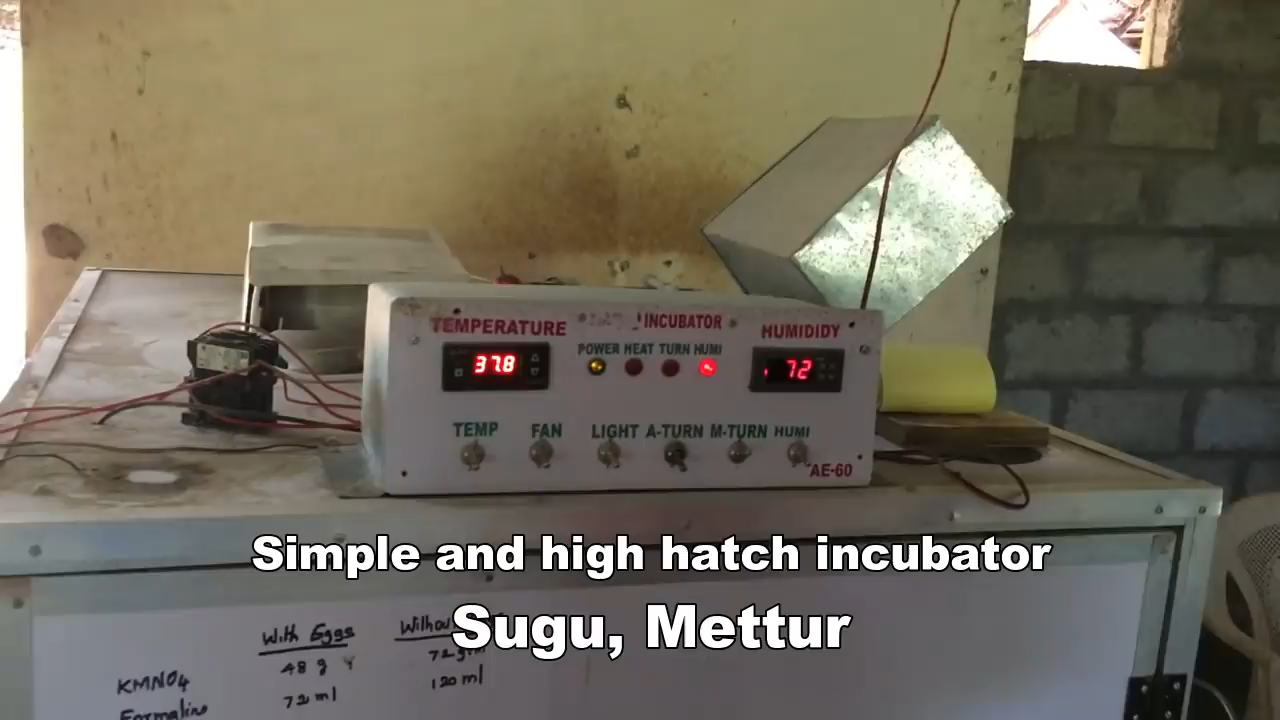 TEMPERATURE
INCUBATOR
HUMIDIDY
POWER HEAT TURN HUMI
37.8
72
TEMP FAN LIGHT A-TURN M-TURN HUMI
AE-60
Simple and high hatch incubator
Sugu, Mettur
With Eggs
KMNO4 48 g 72
Formaline 72 ml 120 ml